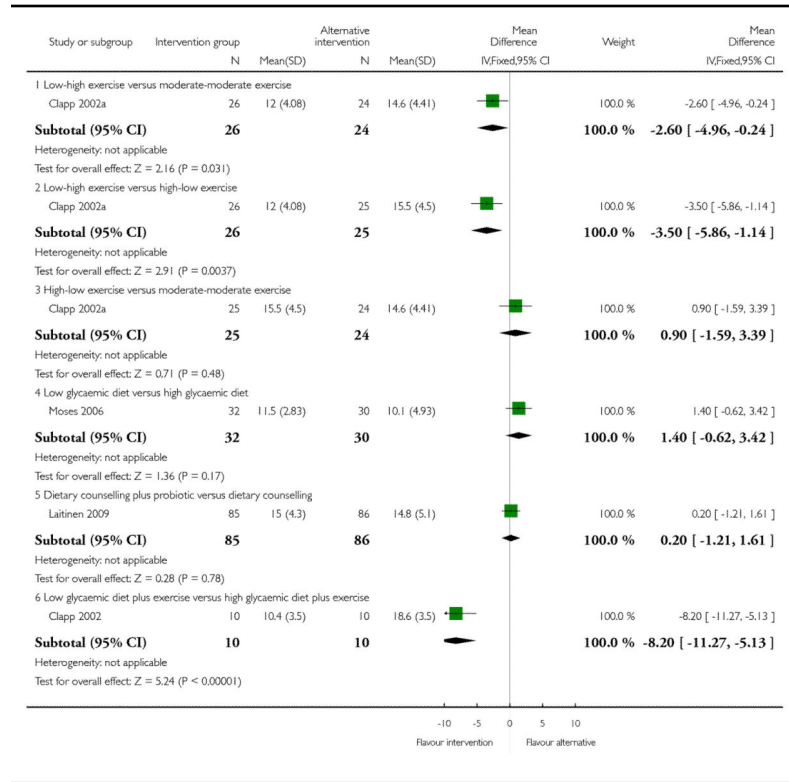 Study or subgroup Intervention group Alternative intervention Mean Difference Weight Mean Difference
N Mean(SD) N Mean(SD) IV,Fixed,95% CI IV,Fixed,95% CI
1 Low-high exercise versus moderate-moderate exercise
Clapp 2002a 26 12 (4.08) 24 14.6 (4.41) 100.0 % -2.60 [ -4.96, -0.24 ]
Subtotal (95% CI) 26 24 100.0 % -2.60 [ -4.96, -0.24 ]
Heterogeneity: not applicable
Test for overall effect: Z = 2.16 (P = 0.031)
2 Low-high exercise versus high-low exercise
Clapp 2002a 26 12 (4.08) 25 15.5 (4.5) 100.0 % -3.50 [ -5.86, -1.14 ]
Subtotal (95% CI) 26 25 100.0 % -3.50 [ -5.86, -1.14 ]
Heterogeneity: not applicable
Test for overall effect: Z = 2.91 (P = 0.0037)
3 High-low exercise versus moderate-moderate exercise
Clapp 2002a 25 15.5 (4.5) 24 14.6 (4.41) 100.0 % 0.90 [ -1.59, 3.39 ]
Subtotal (95% CI) 25 24 100.0 % 0.90 [ -1.59, 3.39 ]
Heterogeneity: not applicable
Test for overall effect: Z = 0.71 (P = 0.48)
4 Low glycaemic diet versus high glycaemic diet
Moses 2006 32 11.5 (2.83) 30 10.1 (4.93) 100.0 % 1.40 [ -0.62, 3.42 ]
Subtotal (95% CI) 32 30 100.0 % 1.40 [ -0.62, 3.42 ]
Heterogeneity: not applicable
Test for overall effect: Z = 1.36 (P = 0.17)
5 Dietary counselling plus probiotic versus dietary counselling
Laitinen 2009 85 15 (4.3) 86 14.8 (5.1) 100.0 % 0.20 [ -1.21, 1.61 ]
Subtotal (95% CI) 85 86 100.0 % 0.20 [ -1.21, 1.61 ]
Heterogeneity: not applicable
Test for overall effect: Z = 0.28 (P = 0.78)
6 Low glycaemic diet plus exercise versus high glycaemic diet plus exercise
Clapp 2002 10 10.4 (3.5) 10 18.6 (3.5) 100.0 % -8.20 [ -11.27, -5.13 ]
Subtotal (95% CI) 10 10 100.0 % -8.20 [ -11.27, -5.13 ]
Heterogeneity: not applicable
Test for overall effect: Z = 5.24 (P < 0.00001)
-10 -5 0 5 10
Flavour intervention Flavour alternative